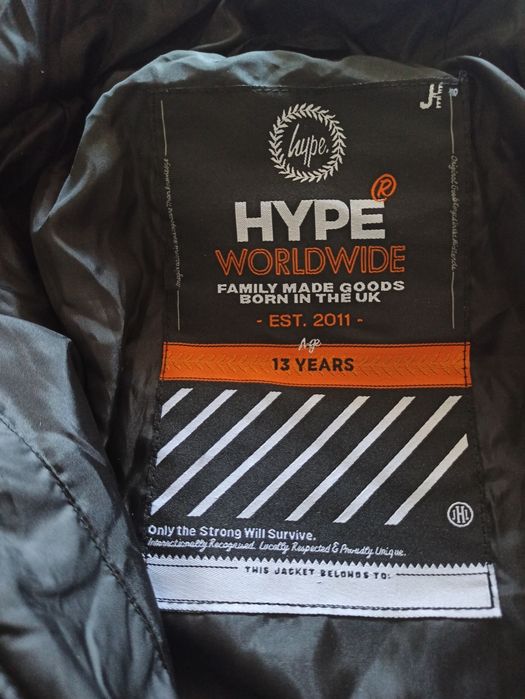 hype.
®
HYPE
WORLDWIDE
FAMILY MADE GOODS
BORN IN THE UK
- EST. 2011 -
Age
13 YEARS
JHL
Only the Strong Will Survive.
Internationally Recognised, Locally Respected & Proudly Unique.
THIS JACKET BELONGS TO: